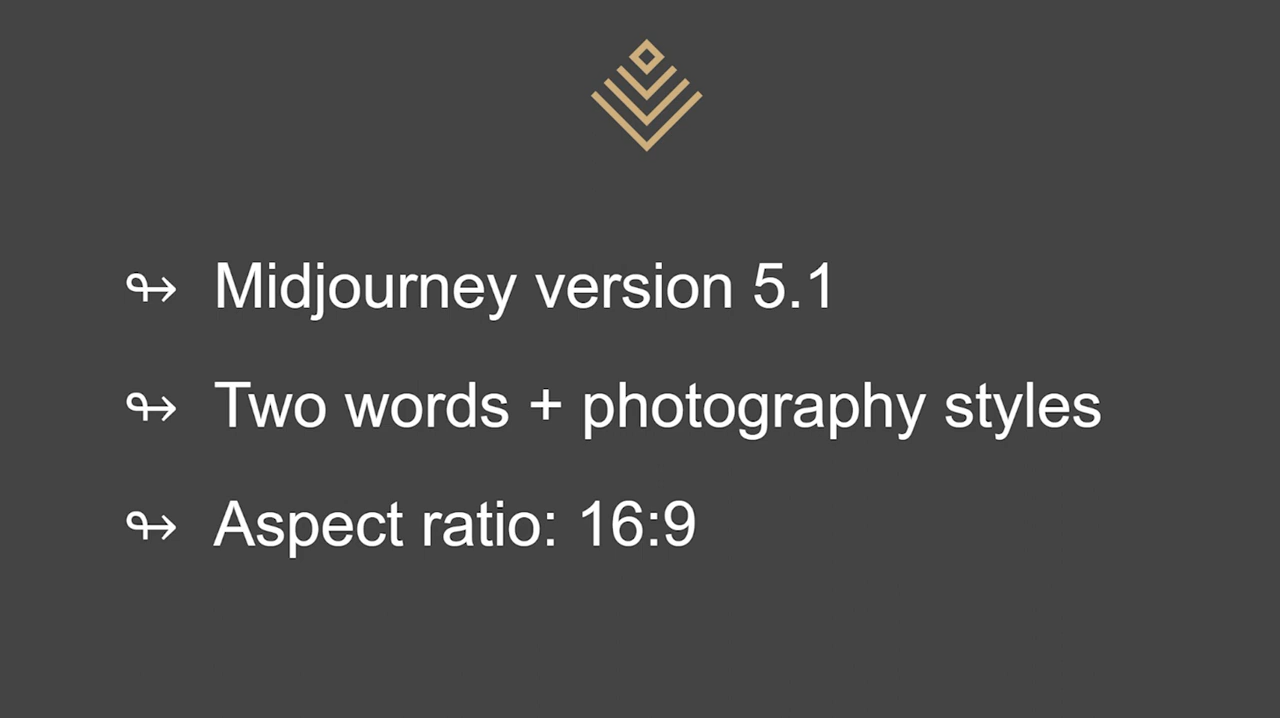 ↬ Midjourney version 5.1
↬ Two words + photography styles
↬ Aspect ratio: 16:9